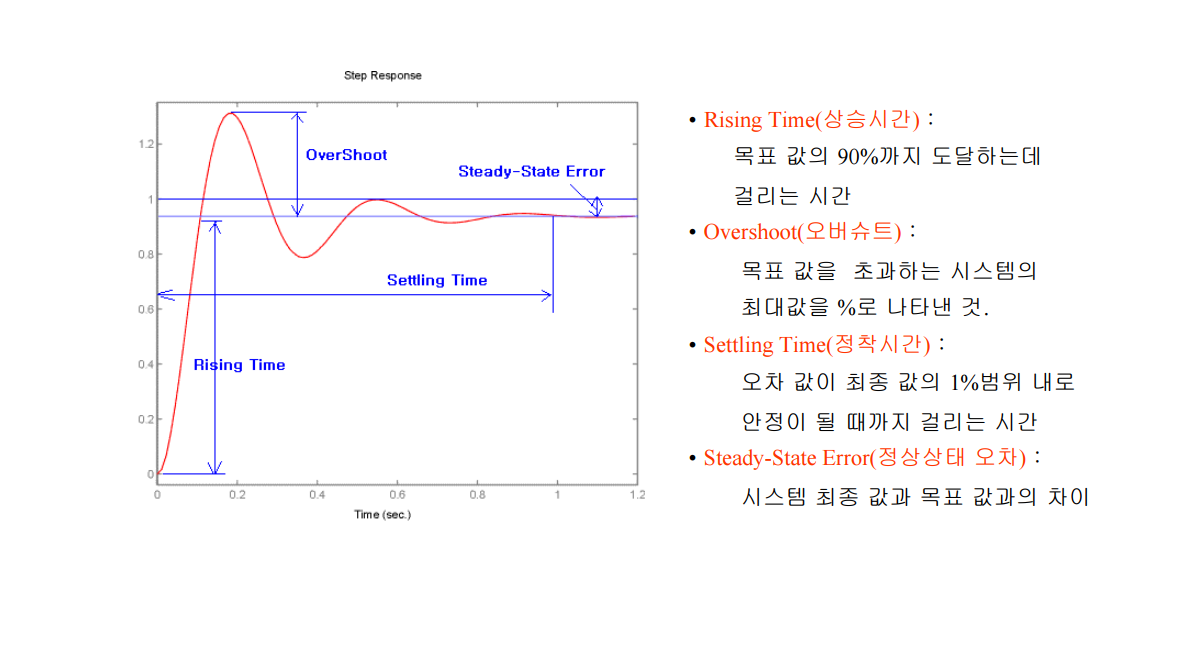 Step Response
1.2
1
0.8
0.6
0.4
0.2
0
OverShoot
Steady-State Error
Settling Time
Rising Time
0 0.2 0.4 0.6 0.8 1 1.2
Time (sec.)
• Rising Time(상승시간) :
목표 값의 90%까지 도달하는데
걸리는 시간
• Overshoot(오버슈트) :
목표 값을 초과하는 시스템의
최대값을 %로 나타낸 것.
• Settling Time(정착시간) :
오차 값이 최종 값의 1%범위 내로
안정이 될 때까지 걸리는 시간
• Steady-State Error(정상상태 오차) :
시스템 최종 값과 목표 값과의 차이